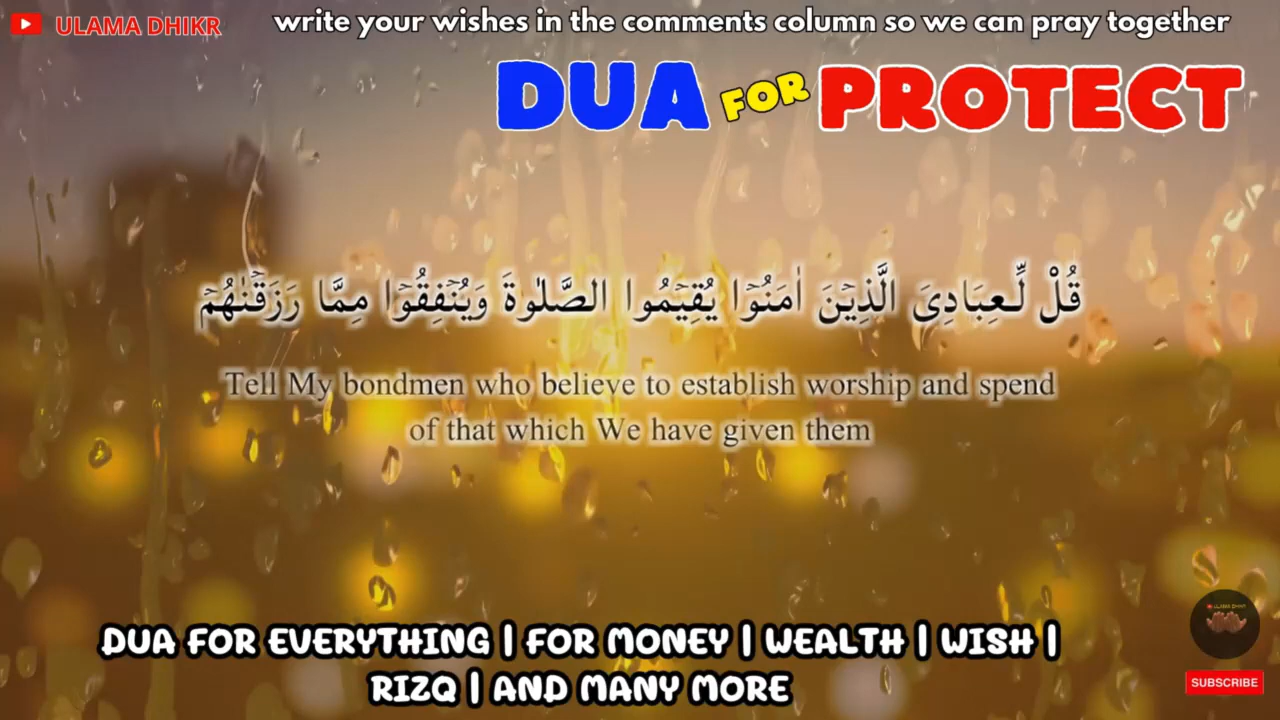 ULAMA DHIKR
write your wishes in the comments column so we can pray together
DUA FOR PROTECT
قُلْ لِّعِبَادِىَ الَّذِيْنَ اٰمَنُوْا يُقِيْمُوا الصَّلٰوةَ وَيُنْفِقُوْا مِمَّا رَزَقْنٰهُمْ
Tell My bondmen who believe to establish worship and spend
of that which We have given them
DUA FOR EVERYTHING | FOR MONEY | WEALTH | WISH |
RIZQ | AND MANY MORE
ULAMA DHIKR
SUBSCRIBE